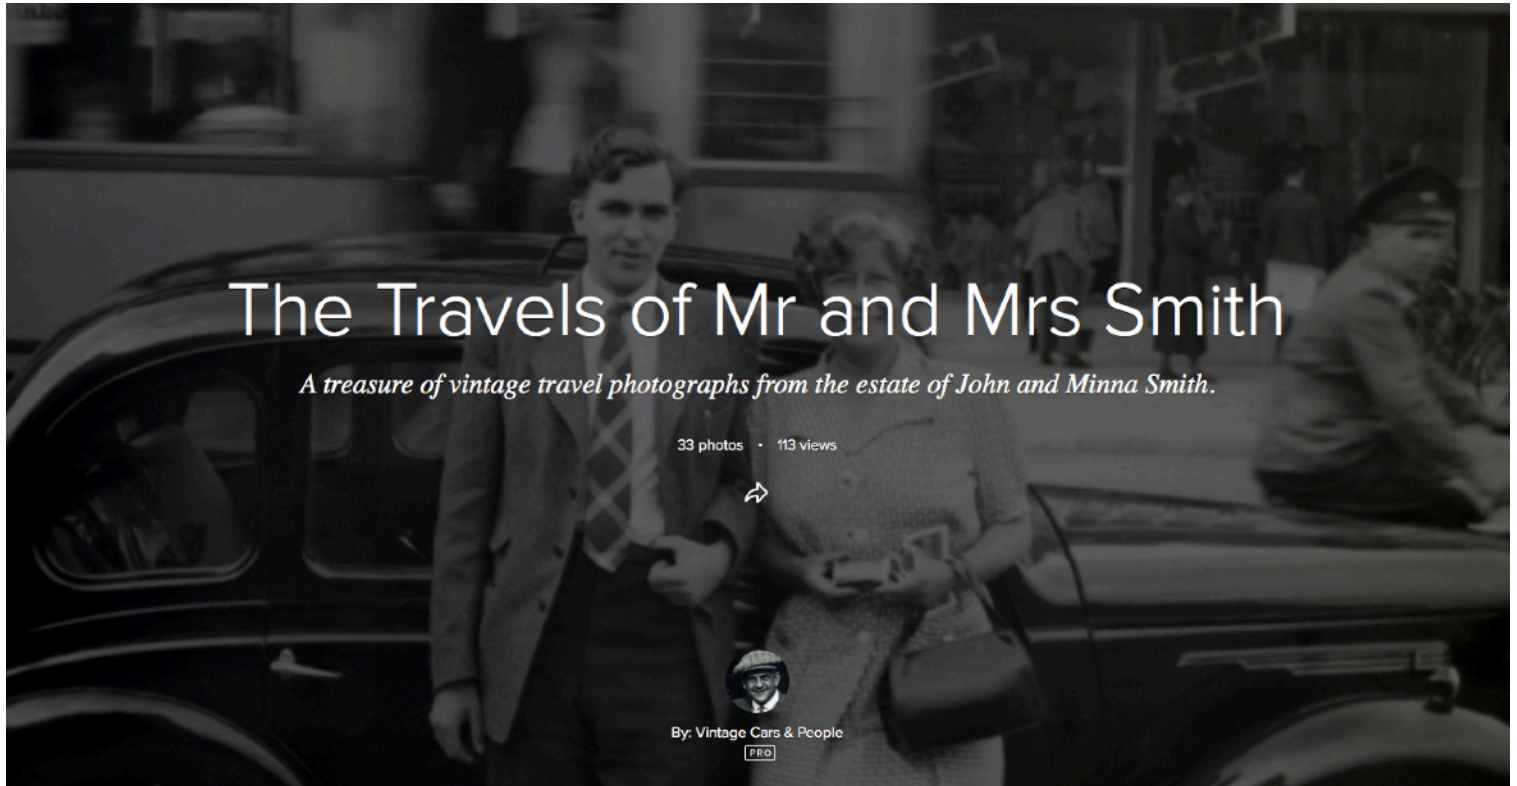 The Travels of Mr and Mrs Smith
A treasure of vintage travel photographs from the estate of John and Minna Smith.
33 photos • 113 views
By: Vintage Cars & People
PRO